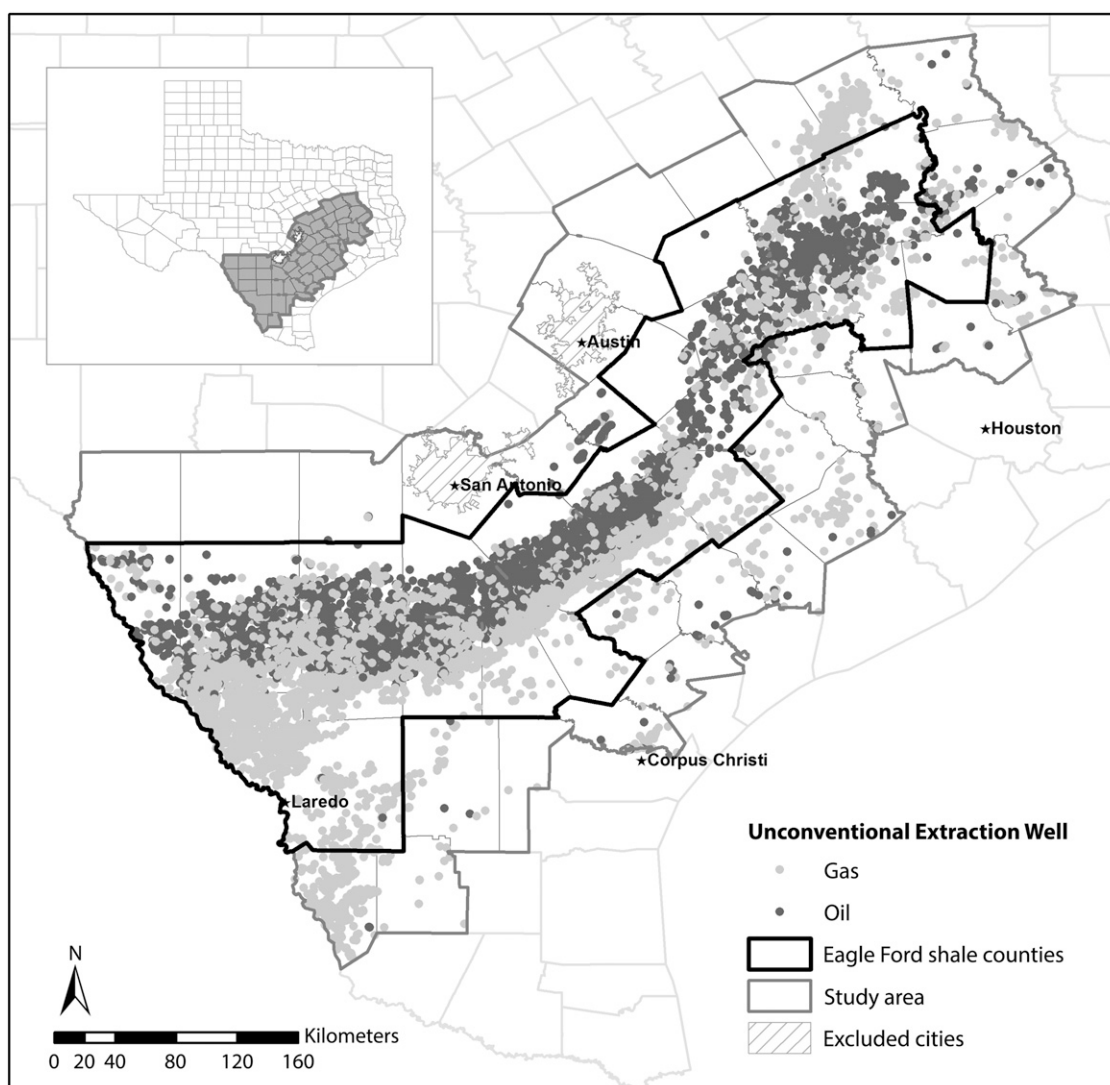 Austin
Houston
San Antonio
Corpus Christi
Laredo
Unconventional Extraction Well
Gas
Oil
Eagle Ford shale counties
Study area
Excluded cities
N
Kilometers
0 20 40 80 120 160